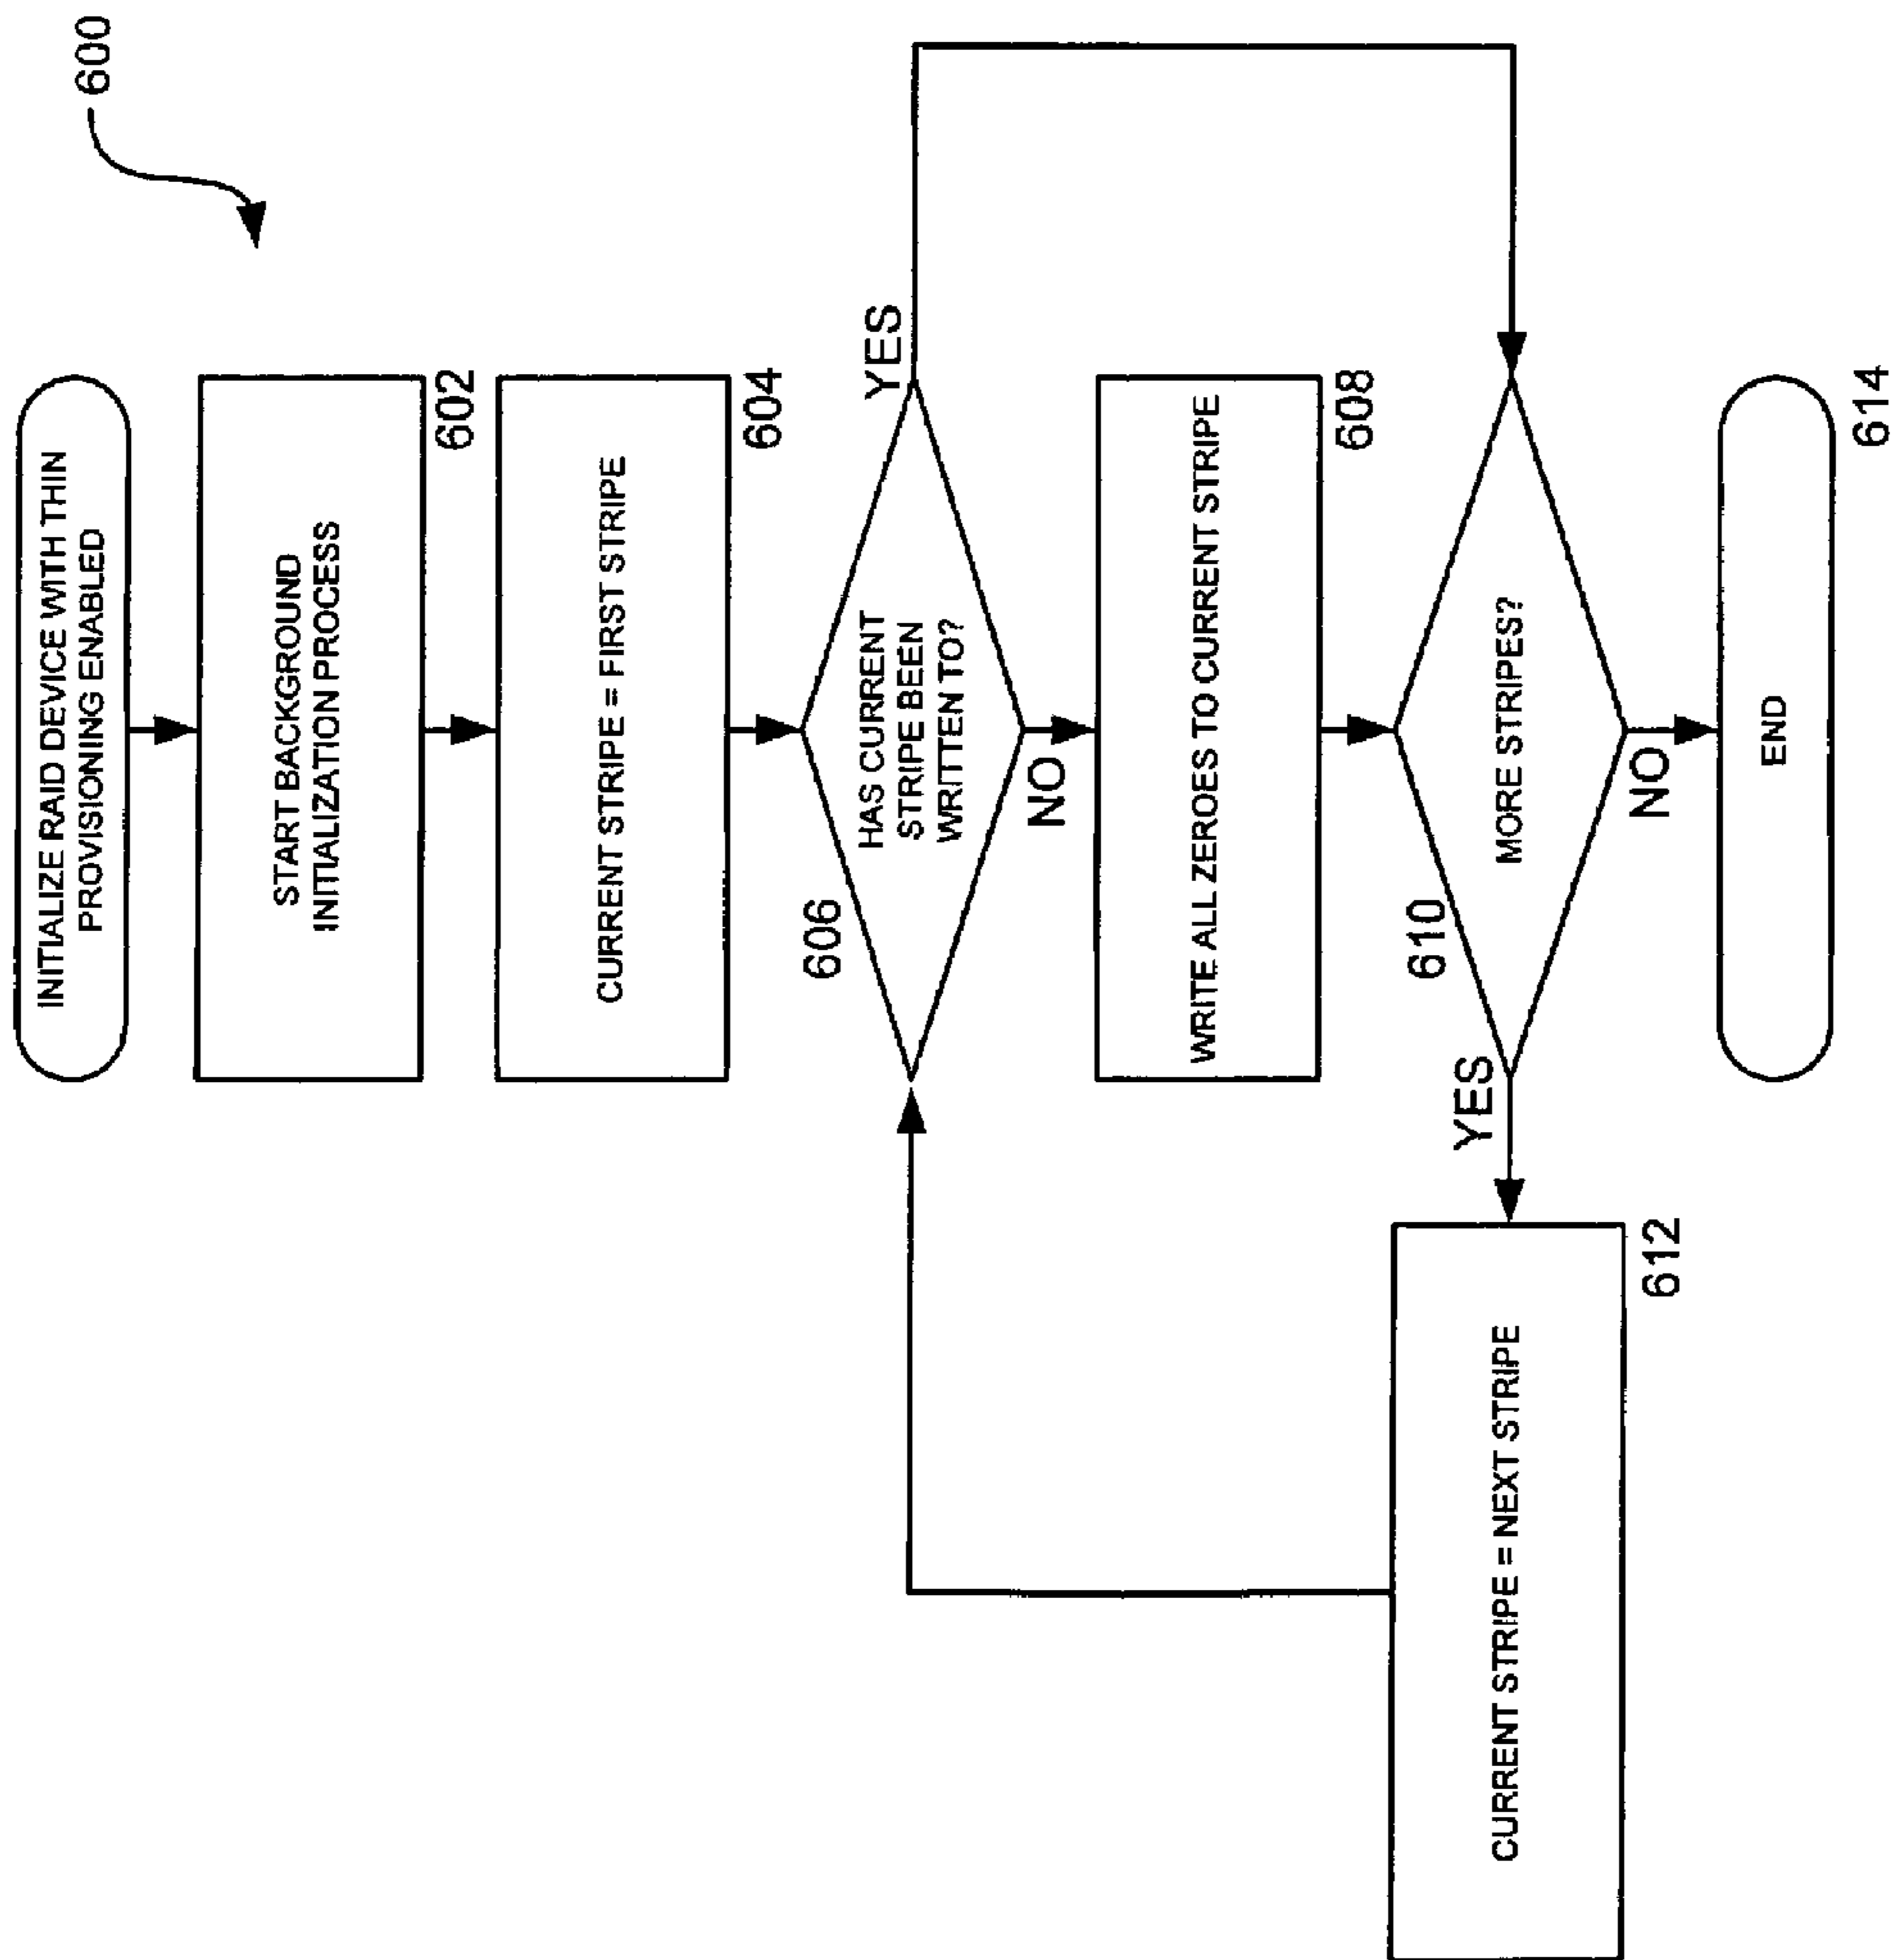 600
INITIALIZE RAID DEVICE WITH THIN
PROVISIONING ENABLED
START BACKGROUND
INITIALIZATION PROCESS
602
CURRENT STRIPE = FIRST STRIPE
604
606
HAS CURRENT
STRIPE BEEN
WRITTEN TO?
YES
NO
WRITE ALL ZEROES TO CURRENT STRIPE
608
610
MORE STRIPES?
YES
NO
CURRENT STRIPE = NEXT STRIPE
612
END
614